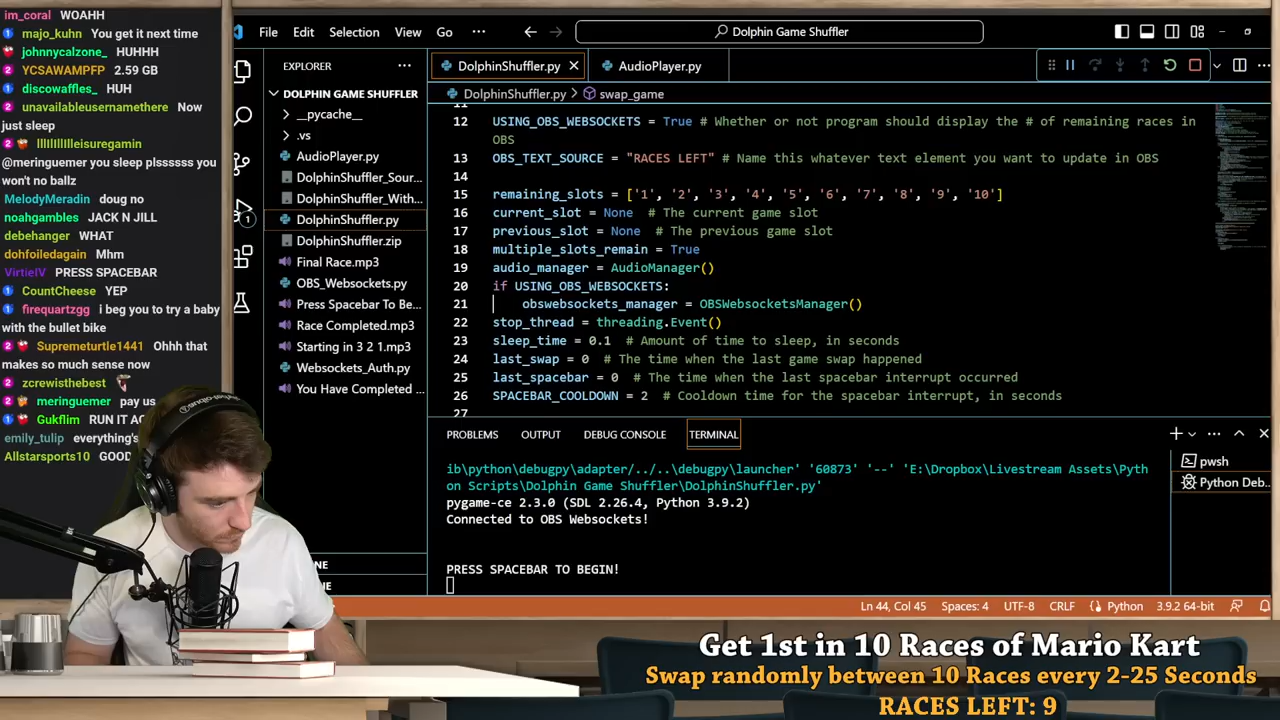 im_coral WOAHH
majo_kuhn You get it next time
johnnycalzone_ HUHHH
YCSAWAMPFP 2.59 GB
discowaffles_ HUH
unavailableusernamethere Now
just sleep
lllllllllleisuregamin
@meringuemer you sleep plsssss you
won't no ballz
MelodyMeradin doug no
noahgambles JACK N JILL
debehanger WHAT
dohfoiledagain Mhm
VirtielV PRESS SPACEBAR
CountCheese YEP
firequartzgg i beg you to try a baby
with the bullet bike
Supremeturtle1441 Ohhh that
makes so much sense now
zcrewisthebest
meringuemer pay us
Gukflim RUN IT
emily_tulip everything's
Allstarsports10 GOOD
File Edit Selection View Go ···
Dolphin Game Shuffler
EXPLORER ···
DOLPHIN GAME SHUFFLER
__pycache__
.vs
AudioPlayer.py
DolphinShuffler_Sour...
DolphinShuffler_With...
DolphinShuffler.py
DolphinShuffler.zip
Final Race.mp3
OBS_Websockets.py
Press Spacebar To Be...
Race Completed.mp3
Starting in 3 2 1.mp3
Websockets_Auth.py
You Have Completed
1
DolphinShuffler.py
AudioPlayer.py
DolphinShuffler.py > swap_game
12 USING_OBS_WEBSOCKETS = True # Whether or not program should display the # of remaining races in
OBS
13 OBS_TEXT_SOURCE = "RACES LEFT" # Name this whatever text element you want to update in OBS
14
15 remaining_slots = ['1', '2', '3', '4', '5', '6', '7', '8', '9', '10']
16 current_slot = None # The current game slot
17 previous_slot = None # The previous game slot
18 multiple_slots_remain = True
19 audio_manager = AudioManager()
20 if USING_OBS_WEBSOCKETS:
21 obswebsockets_manager = OBSWebsocketsManager()
22 stop_thread = threading.Event()
23 sleep_time = 0.1 # Amount of time to sleep, in seconds
24 last_swap = 0 # The time when the last game swap happened
25 last_spacebar = 0 # The time when the last spacebar interrupt occurred
26 SPACEBAR_COOLDOWN = 2 # Cooldown time for the spacebar interrupt, in seconds
27
PROBLEMS OUTPUT DEBUG CONSOLE TERMINAL
ib\python\debugpy\adapter/../..\debugpy\launcher' '60873' '--' 'E:\Dropbox\Livestream Assets\Pyth
on Scripts\Dolphin Game Shuffler\DolphinShuffler.py'
pygame-ce 2.3.0 (SDL 2.26.4, Python 3.9.2)
Connected to OBS Websockets!
PRESS SPACEBAR TO BEGIN!
pwsh
Python Deb...
Ln 44, Col 45 Spaces: 4 UTF-8 CRLF Python 3.9.2 64-bit
Get 1st in 10 Races of Mario Kart
Swap randomly between 10 Races every 2-25 Seconds
RACES LEFT: 9